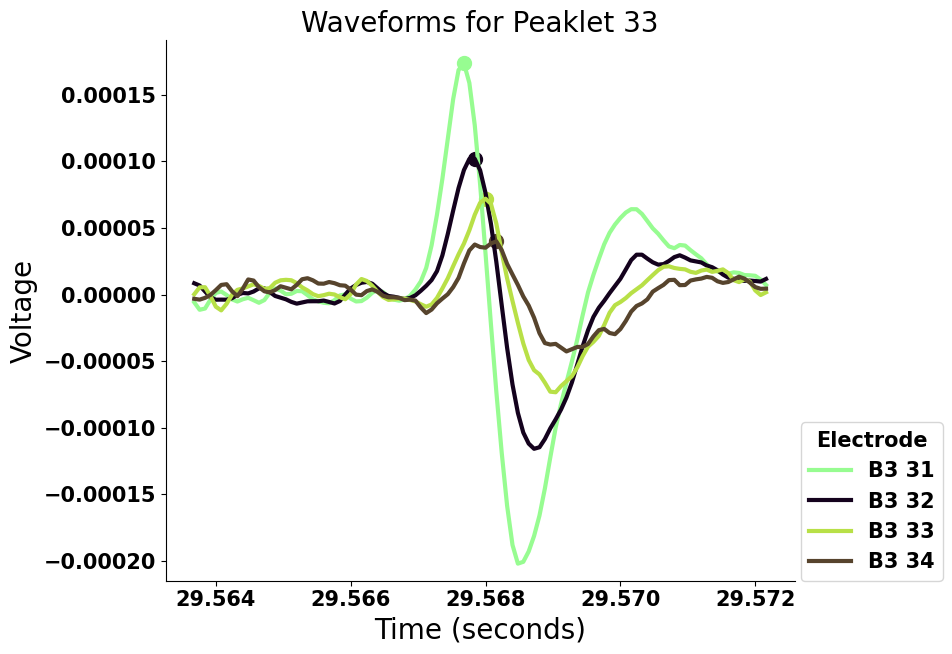 Waveforms for Peaklet 33
Voltage
0.00015
0.00010
0.00005
0.00000
−0.00005
−0.00010
−0.00015
−0.00020
29.564 29.566 29.568 29.570 29.572
Time (seconds)
Electrode
B3 31
B3 32
B3 33
B3 34